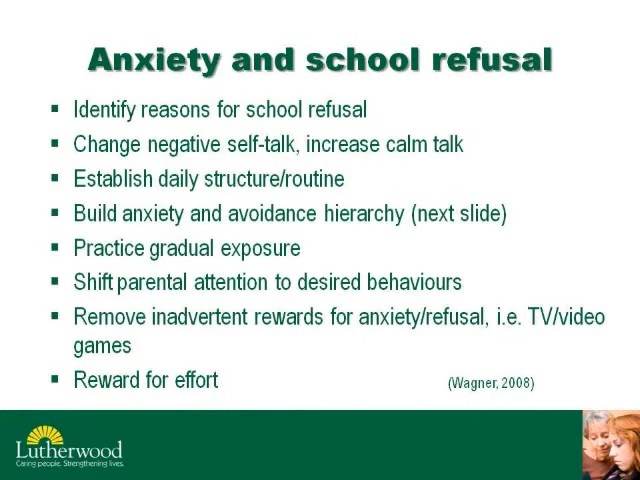 Anxiety and school refusal
▪ Identify reasons for school refusal
▪ Change negative self-talk, increase calm talk
▪ Establish daily structure/routine
▪ Build anxiety and avoidance hierarchy (next slide)
▪ Practice gradual exposure
▪ Shift parental attention to desired behaviours
▪ Remove inadvertent rewards for anxiety/refusal, i.e. TV/video
games
▪ Reward for effort (Wagner, 2008)
Lutherwood
Caring people. Strengthening lives.